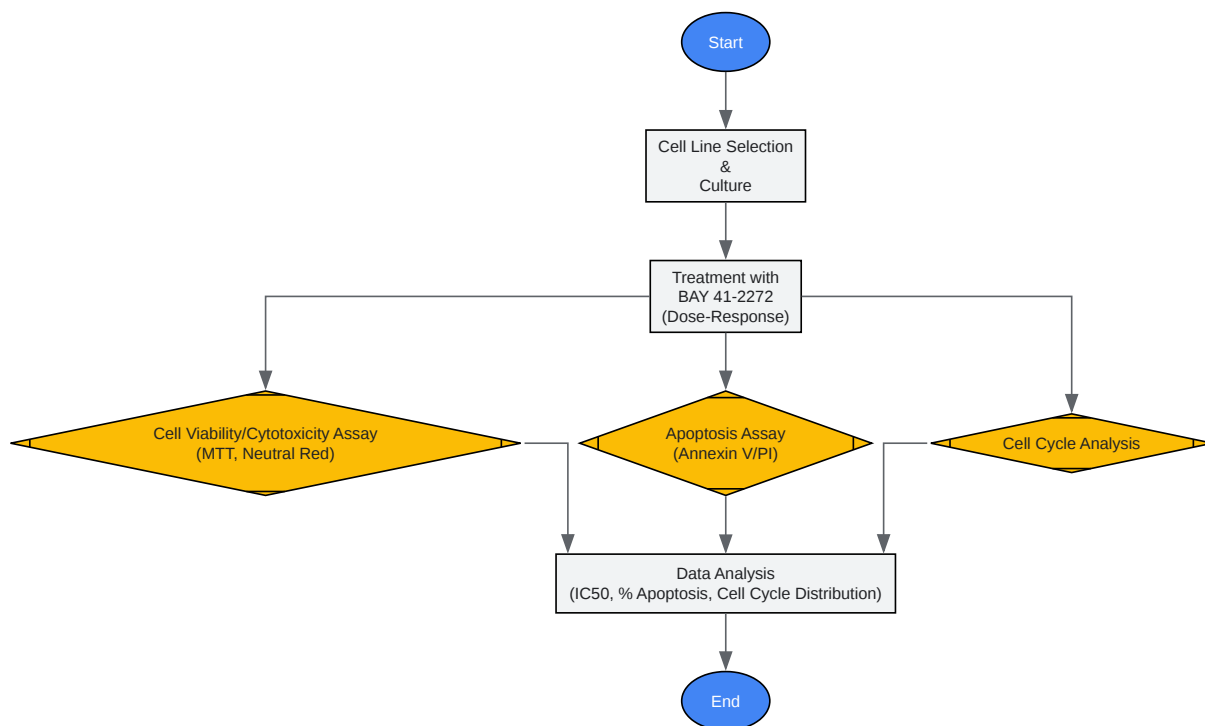 Start
Cell Line Selection
&
Culture
Treatment with
BAY 41-2272
(Dose-Response)
Cell Viability/Cytotoxicity Assay
(MTT, Neutral Red)
Apoptosis Assay
(Annexin V/PI)
Cell Cycle Analysis
Data Analysis
(IC50, % Apoptosis, Cell Cycle Distribution)
End